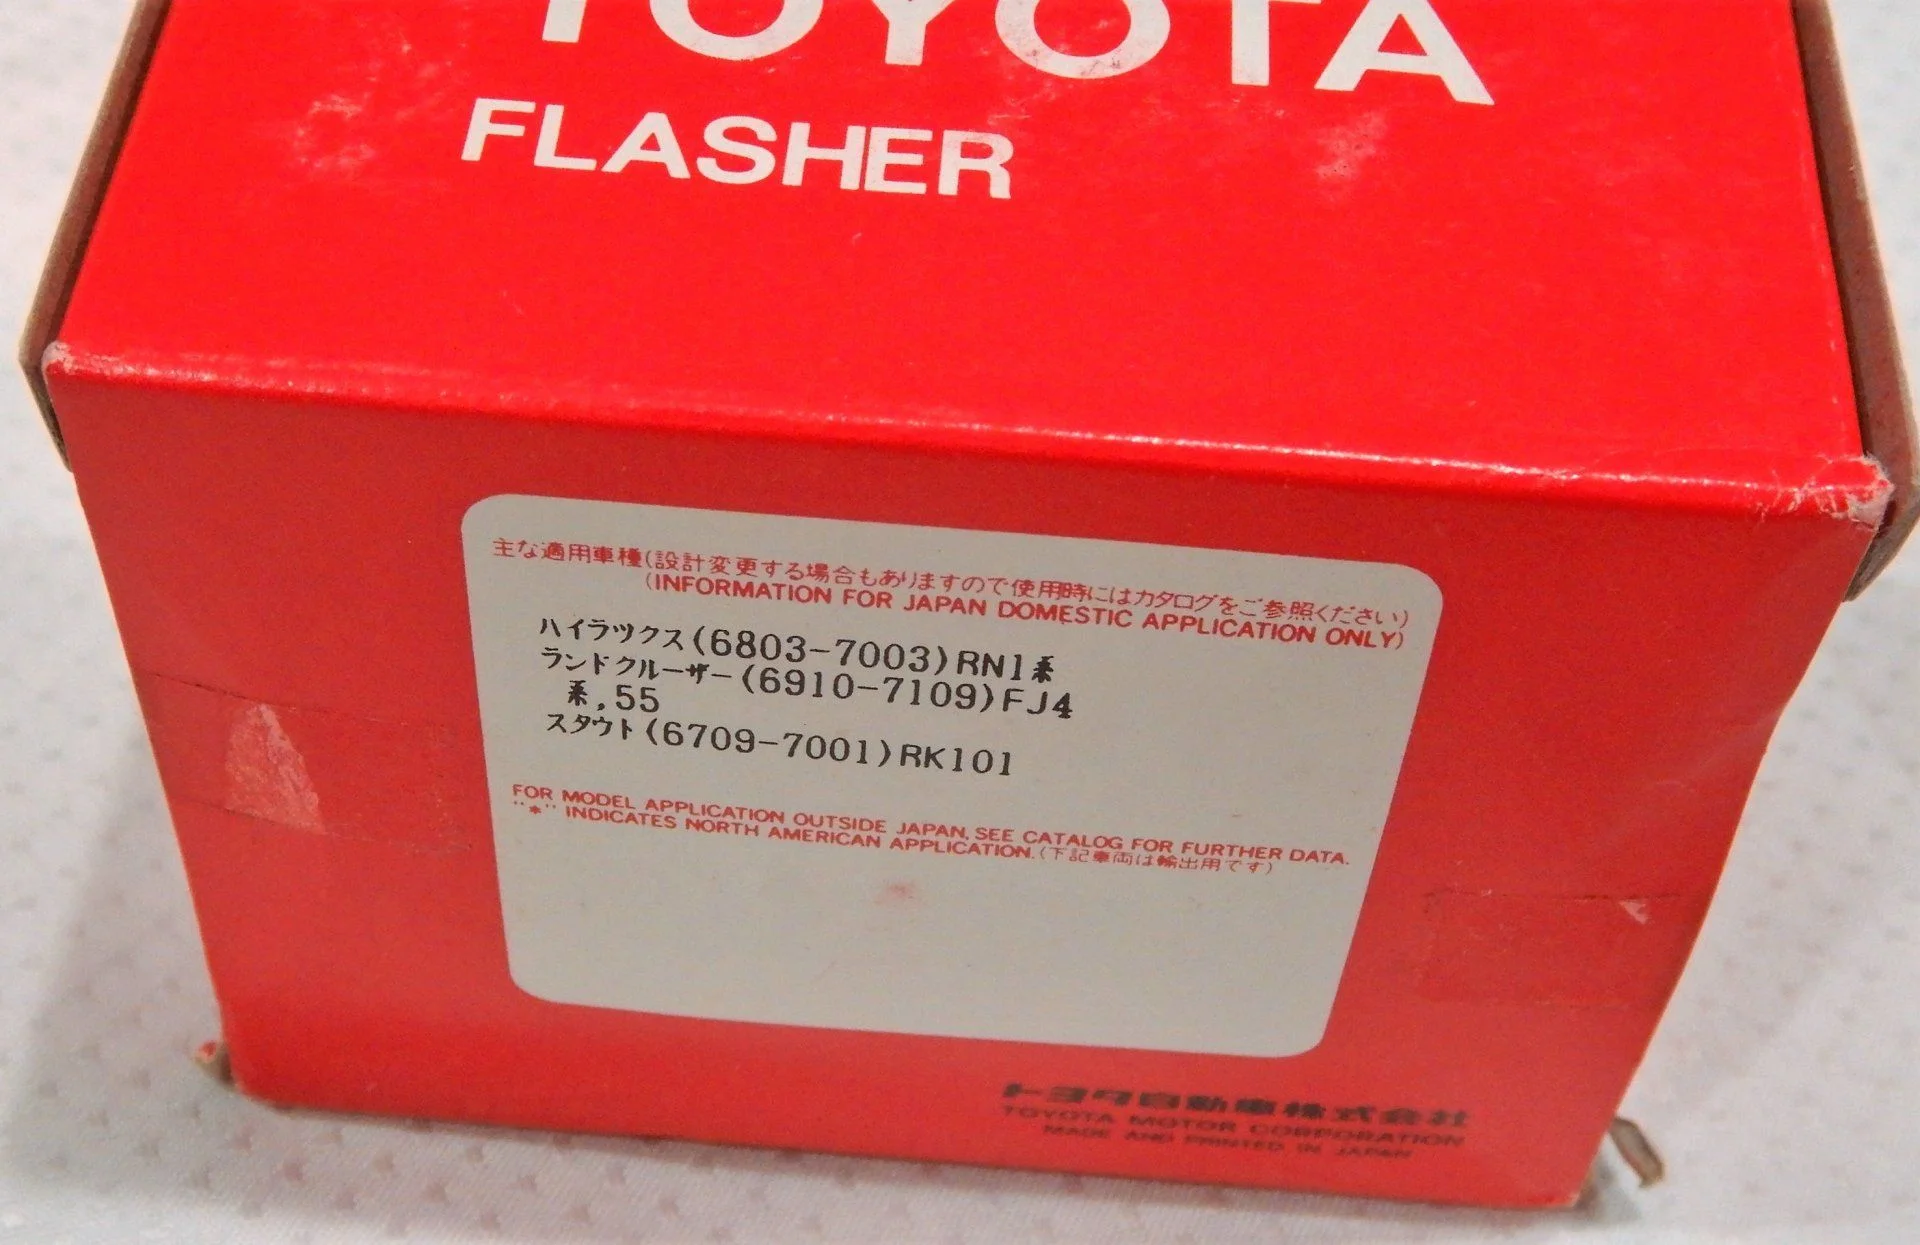 TOYOTA
FLASHER
主な適用車種(設計変更する場合もありますので使用時にはカタログをご参照ください)
(INFORMATION FOR JAPAN DOMESTIC APPLICATION ONLY)
ハイラックス(6803-7003)RN1系
ランドクルーザー(6910-7109)FJ4
系,55
スタウト(6709-7001)RK101
FOR MODEL APPLICATION OUTSIDE JAPAN, SEE CATALOG FOR FURTHER DATA.
"*" INDICATES NORTH AMERICAN APPLICATION.(下記車両は輸出用です)
トヨタ自動車株式会社
TOYOTA MOTOR CORPORATION
MADE AND PRINTED IN JAPAN